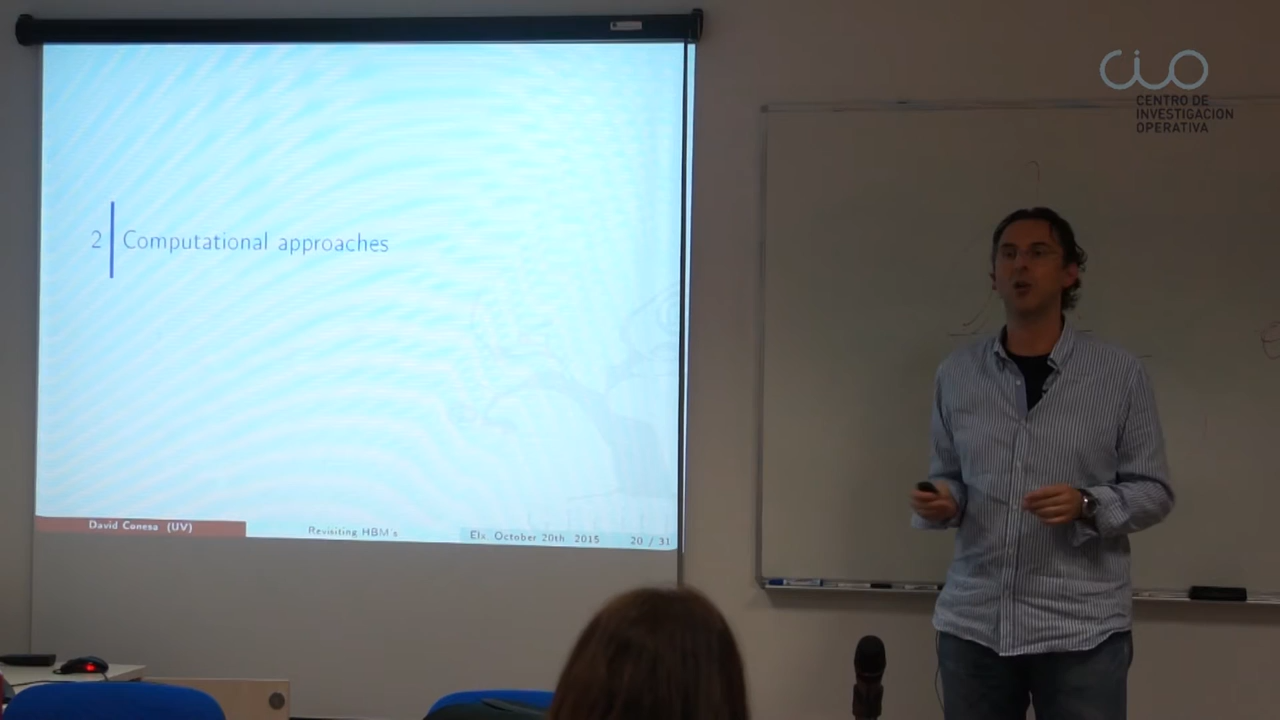 CIO
CENTRO DE
INVESTIGACION
OPERATIVA
2 Computational approaches
David Conesa (UV)
Revisiting HBM's
Elx October 20th 2015
20 / 31